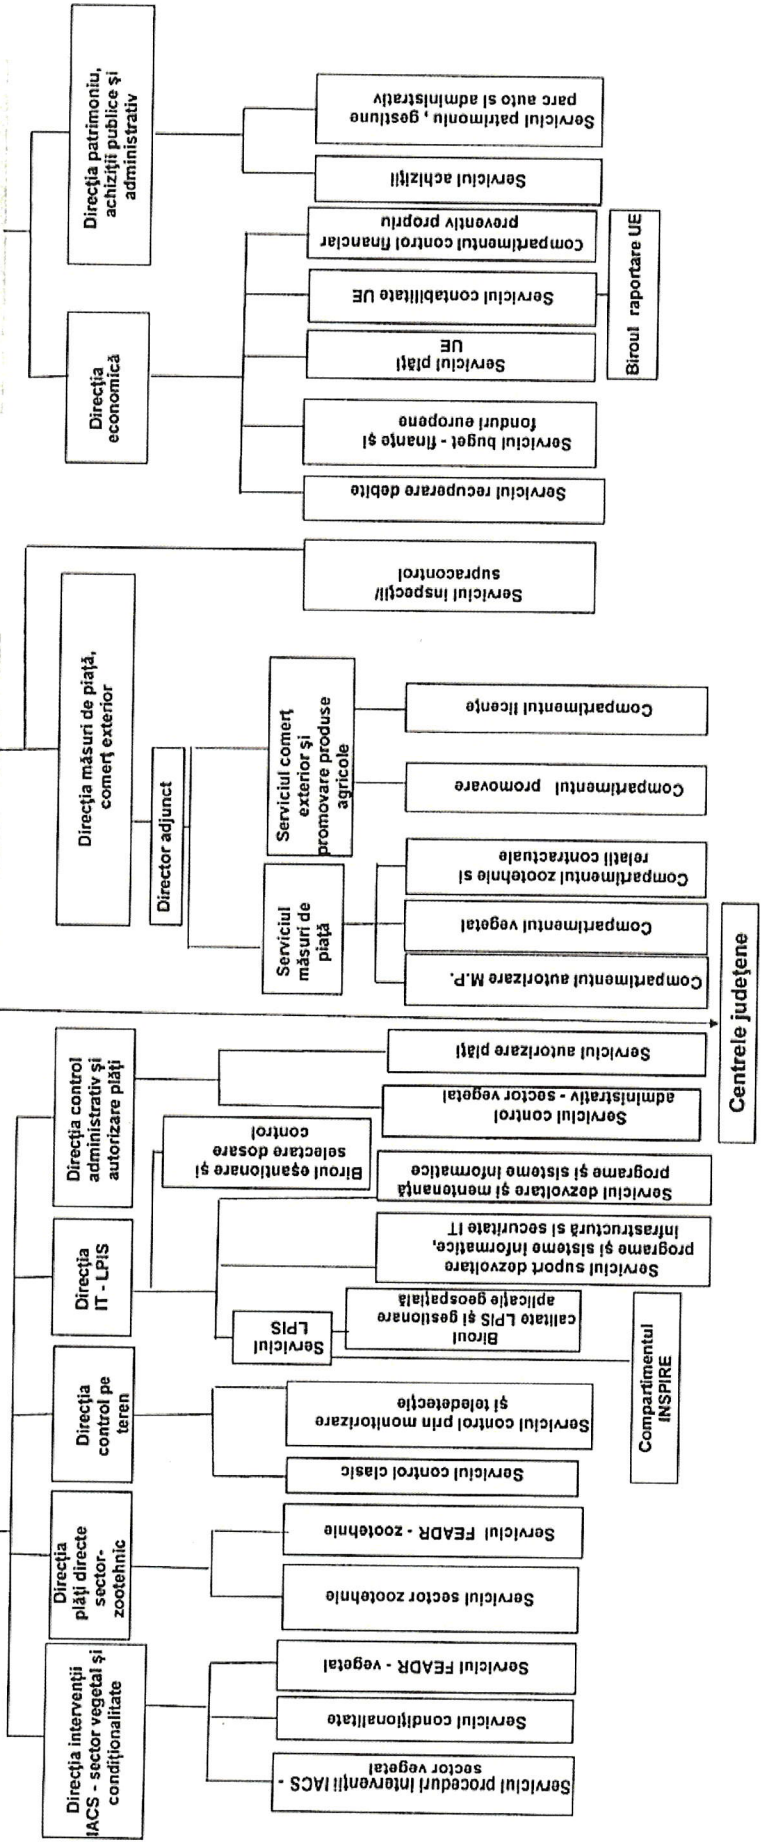 Direcţia patrimoniu,
achiziţii publice şi
administrativ
Serviciul patrimoniu , gestiune
parc auto si administrativ
Serviciul achiziţii
Direcţia
economică
Compartimentul control financiar
preventiv propriu
Serviciul contabilitate UE
Biroul raportare UE
Serviciul plăţi
UE
Serviciul buget - finanţe şi
fonduri europene
Serviciul recuperare debite
Serviciul inspecţii/
supracontrol
Direcţia măsuri de piaţă,
comerţ exterior
Director adjunct
Serviciul comerţ
exterior şi
promovare produse
agricole
Compartimentul licenţe
Compartimentul promovare
Serviciul
măsuri de
piaţă
Compartimentul zootehnie si
relatii contractuale
Compartimentul vegetal
Compartimentul autorizare M.P.
Centrele judeţene
Direcţia control
administrativ şi
autorizare plăţi
Serviciul autorizare plăţi
Serviciul control
administrativ - sector vegetal
Direcţia
IT - LPIS
Biroul eşantionare şi
selectare dosare
control
Serviciul dezvoltare şi mentenanţă
programe şi sisteme informatice
Serviciul suport dezvoltare
programe şi sisteme informatice,
infrastructură si securitate IT
Serviciul
LPIS
Biroul
calitate LPIS şi gestionare
aplicaţie geospaţială
Compartimentul
INSPIRE
Direcţia
control pe
teren
Serviciul control prin monitorizare
şi teledetecţie
Serviciul control clasic
Direcţia
plăţi directe
sector-
zootehnic
Serviciul FEADR - zootehnie
Serviciul sector zootehnie
Direcţia intervenţii
IACS - sector vegetal şi
condiţionalitate
Serviciul FEADR - vegetal
Serviciul condiţionalitate
Serviciul proceduri intervenţii IACS -
sector vegetal